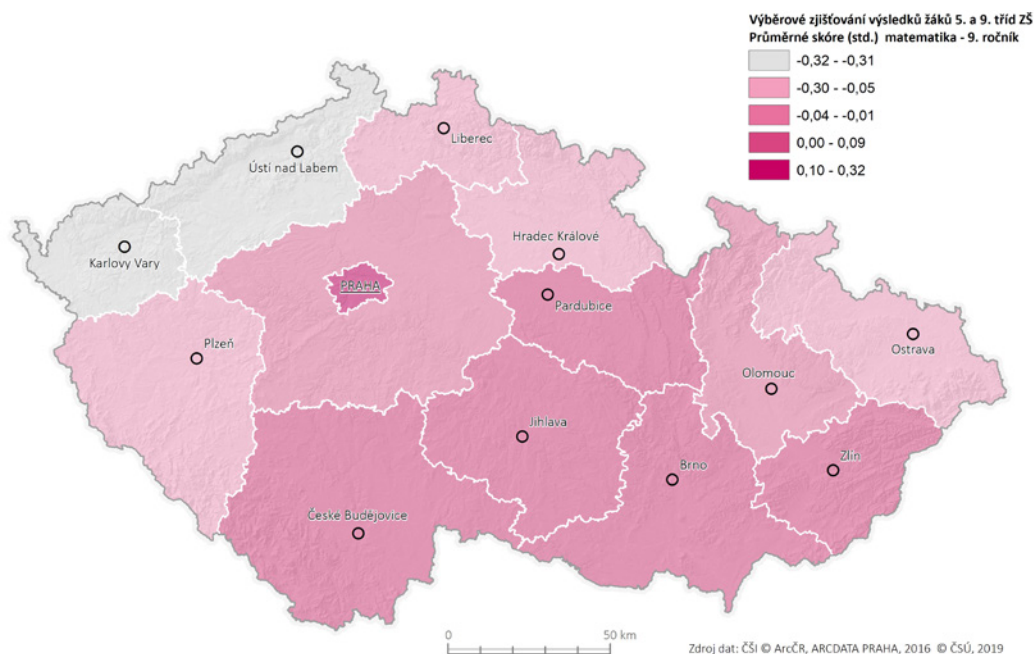 Výběrové zjišťování výsledků žáků 5. a 9. tříd ZŠ
Průměrné skóre (std.) matematika - 9. ročník
-0,32 - -0,31
-0,30 - -0,05
-0,04 - -0,01
0,00 - 0,09
0,10 - 0,32
Liberec
Ústí nad Labem
Hradec Králové
Karlovy Vary
PRAHA
Pardubice
Plzeň
Ostrava
Olomouc
Jihlava
Zlín
Brno
České Budějovice
0 50 km
Zdroj dat: ČŠI © ArcČR, ARCDATA PRAHA, 2016 © ČSÚ, 2019